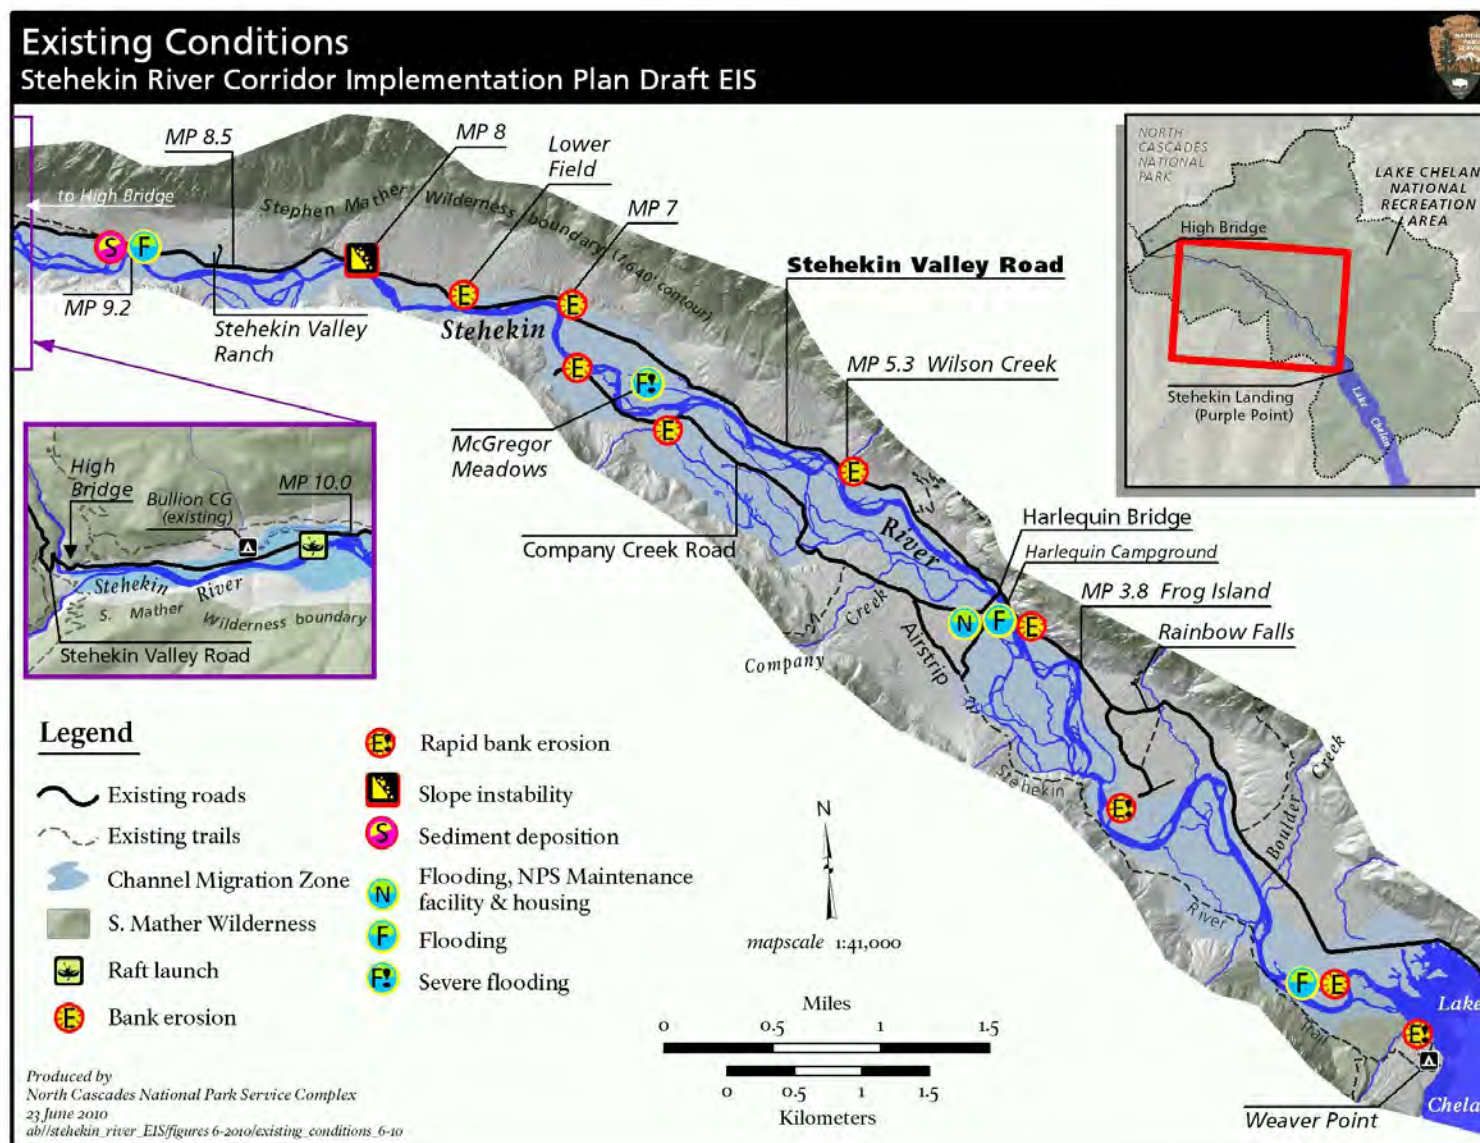 Existing Conditions
Stehekin River Corridor Implementation Plan Draft EIS
NATIONAL
PARK
SERVICE
MP 8.5
MP 8
Lower
Field
to High Bridge
Stephen Mather Wilderness boundary (1,640' contour)
MP 7
S
F
E
E
MP 9.2
Stehekin Valley
Ranch
Stehekin
Stehekin Valley Road
E
F!
MP 5.3 Wilson Creek
E
McGregor
Meadows
E
Company Creek Road
River
Harlequin Bridge
Harlequin Campground
MP 3.8 Frog Island
Rainbow Falls
N
F
E
Airstrip
Company
Creek
Stehekin
E!
River
Boulder
Creek
F
E
Trail
E!
Lake
Chela
Weaver Point
NORTH
CASCADES
NATIONAL
PARK
LAKE CHELAN
NATIONAL
RECREATION
AREA
High Bridge
Stehekin Landing
(Purple Point)
Lake Chelan
High
Bridge
Bullion CG
(existing)
MP 10.0
Stehekin
River
S. Mather Wilderness boundary
Stehekin Valley Road
Legend
Existing roads
Existing trails
Channel Migration Zone
S. Mather Wilderness
Raft launch
E Bank erosion
E! Rapid bank erosion
Slope instability
S Sediment deposition
N Flooding, NPS Maintenance
facility & housing
F Flooding
F! Severe flooding
N
mapscale 1:41,000
Miles
0 0.5 1 1.5
0 0.5 1 1.5
Kilometers
Produced by
North Cascades National Park Service Complex
23 June 2010
ab//stehekin_river_EIS/figures 6-2010/existing_conditions_6-10